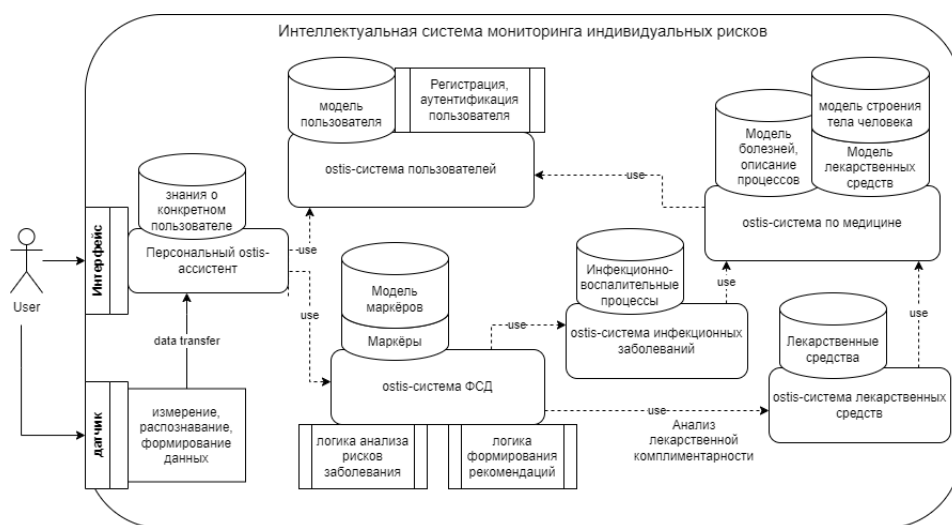 Интеллектуальная система мониторинга индивидуальных рисков
модель
пользователя
Регистрация,
аутентификация
пользователя
ostis-система пользователей
модель строения
тела человека
Модель
болезней,
описание
процессов
Модель
лекарственных
средств
ostis-система по медицине
знания о
конкретном
пользователе
Персональный ostis-
ассистент
Интерфейс
User
use
use
use
data transfer
датчик
измерение,
распознавание,
формирование
данных
Модель
маркёров
Маркёры
ostis-система ФСД
логика анализа
рисков
заболевания
логика
формирования
рекомендаций
use
Инфекционно-
воспалительные
процессы
ostis-система инфекционных
заболеваний
use
use
Лекарственные
средства
ostis-система лекарственных
средств
use
Анализ
лекарственной
комплиментарности